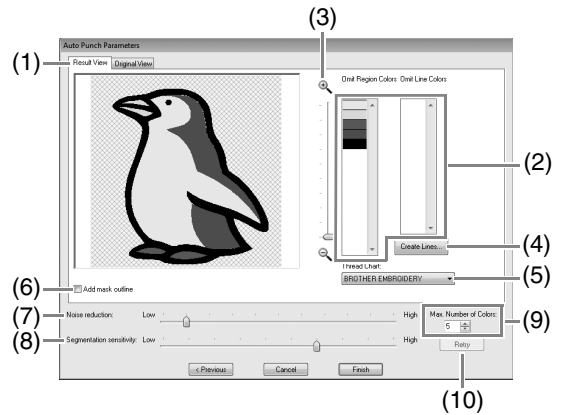 (3)
Auto Punch Parameters
(1)
Result View Original View
Omit Region Colors Omit Line Colors
(2)
Create Lines... (4)
Thread Chart:
BROTHER EMBROIDERY (5)
(6) Add mask outline
(7) Noise reduction: Low High Max. Number of Colors: (9)
5
(8) Segmentation sensitivity: Low High Retry
< Previous Cancel Finish
(10)